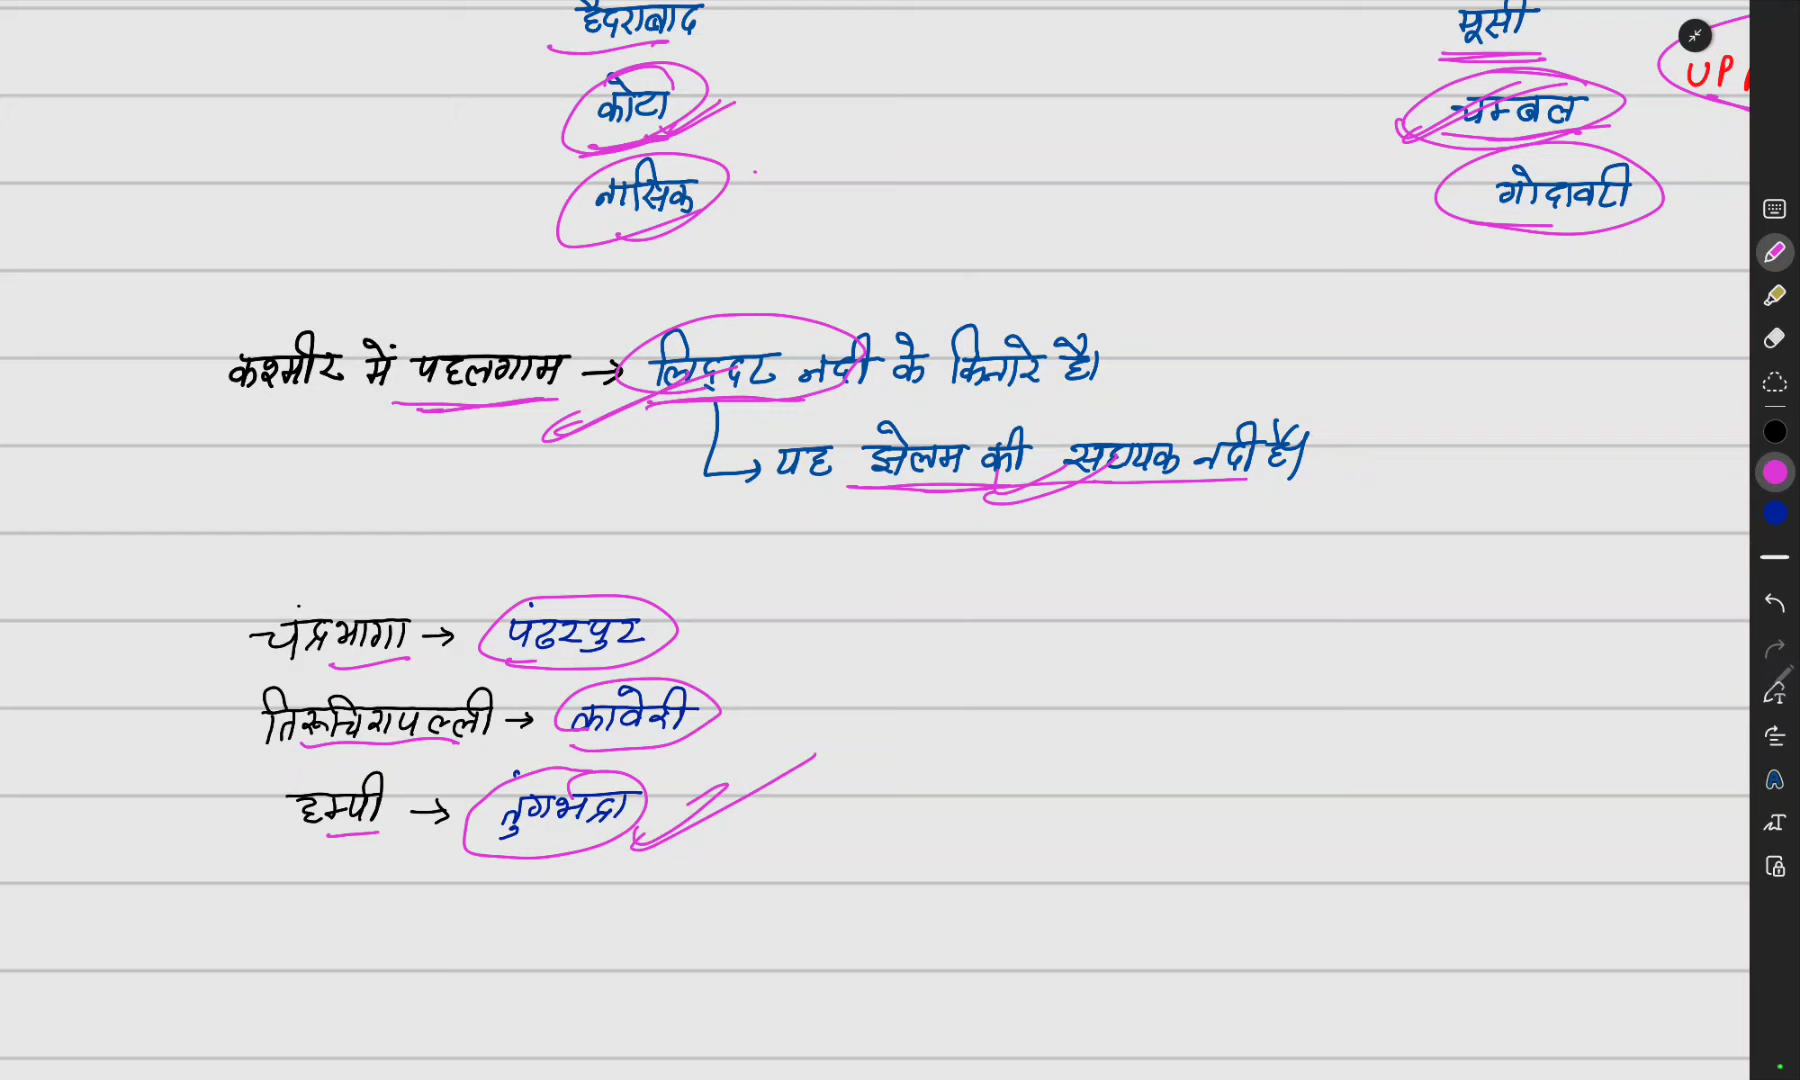 हैदराबाद मूसी
UP
कोटा चम्बल
नासिक गोदावरी
कश्मीर में पहलगाम → लिद्दर नदी के किनारे है।
↳ यह झेलम की सहायक नदी है।
चंद्रभागा → पंढरपुर
तिरूचिरापल्ली → कावेरी
हम्पी → तुंगभद्रा